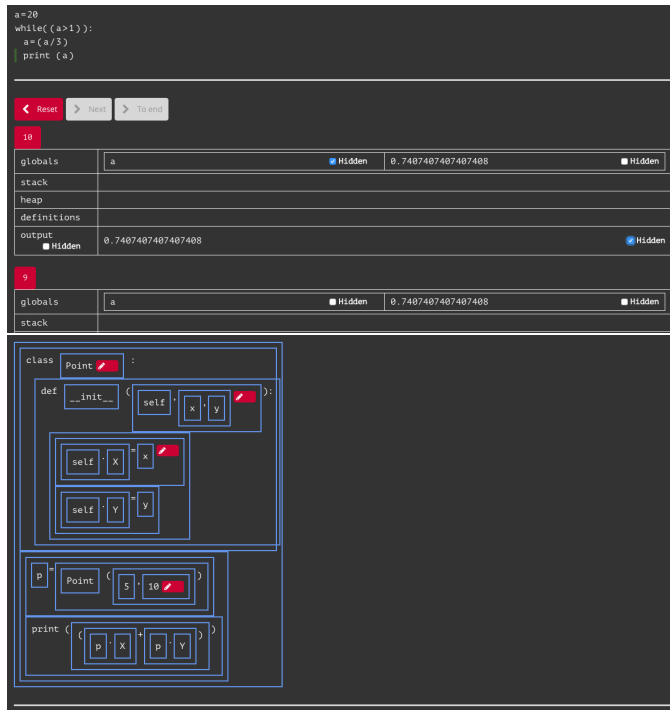 a=20
while((a>1)):
a=(a/3)
print (a)
Reset Next To end
10
globals a Hidden 0.7407407407407408 Hidden
stack
heap
definitions
output
Hidden 0.7407407407407408 Hidden
9
globals a Hidden 0.7407407407407408 Hidden
stack
class Point :
def __init__ ( self , x , y ):
self . X = x
self . Y = y
p = Point ( 5 , 10 )
print ( ( p . X + p . Y ) )